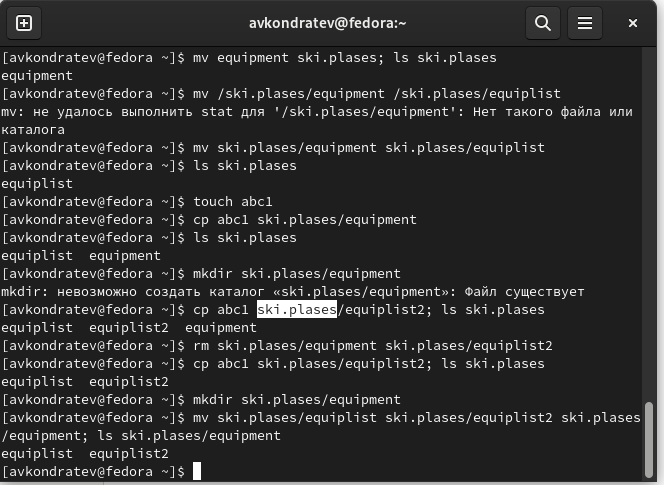 avkondratev@fedora:~
[avkondratev@fedora ~]$ mv equipment ski.plases; ls ski.plases
equipment
[avkondratev@fedora ~]$ mv /ski.plases/equipment /ski.plases/equiplist
mv: не удалось выполнить stat для '/ski.plases/equipment': Нет такого файла или
каталога
[avkondratev@fedora ~]$ mv ski.plases/equipment ski.plases/equiplist
[avkondratev@fedora ~]$ ls ski.plases
equiplist
[avkondratev@fedora ~]$ touch abc1
[avkondratev@fedora ~]$ cp abc1 ski.plases/equipment
[avkondratev@fedora ~]$ ls ski.plases
equiplist  equipment
[avkondratev@fedora ~]$ mkdir ski.plases/equipment
mkdir: невозможно создать каталог «ski.plases/equipment»: Файл существует
[avkondratev@fedora ~]$ cp abc1 ski.plases/equiplist2; ls ski.plases
equiplist  equiplist2  equipment
[avkondratev@fedora ~]$ rm ski.plases/equipment ski.plases/equiplist2
[avkondratev@fedora ~]$ cp abc1 ski.plases/equiplist2; ls ski.plases
equiplist  equiplist2
[avkondratev@fedora ~]$ mkdir ski.plases/equipment
[avkondratev@fedora ~]$ mv ski.plases/equiplist ski.plases/equiplist2 ski.plases
/equipment; ls ski.plases/equipment
equiplist  equiplist2
[avkondratev@fedora ~]$